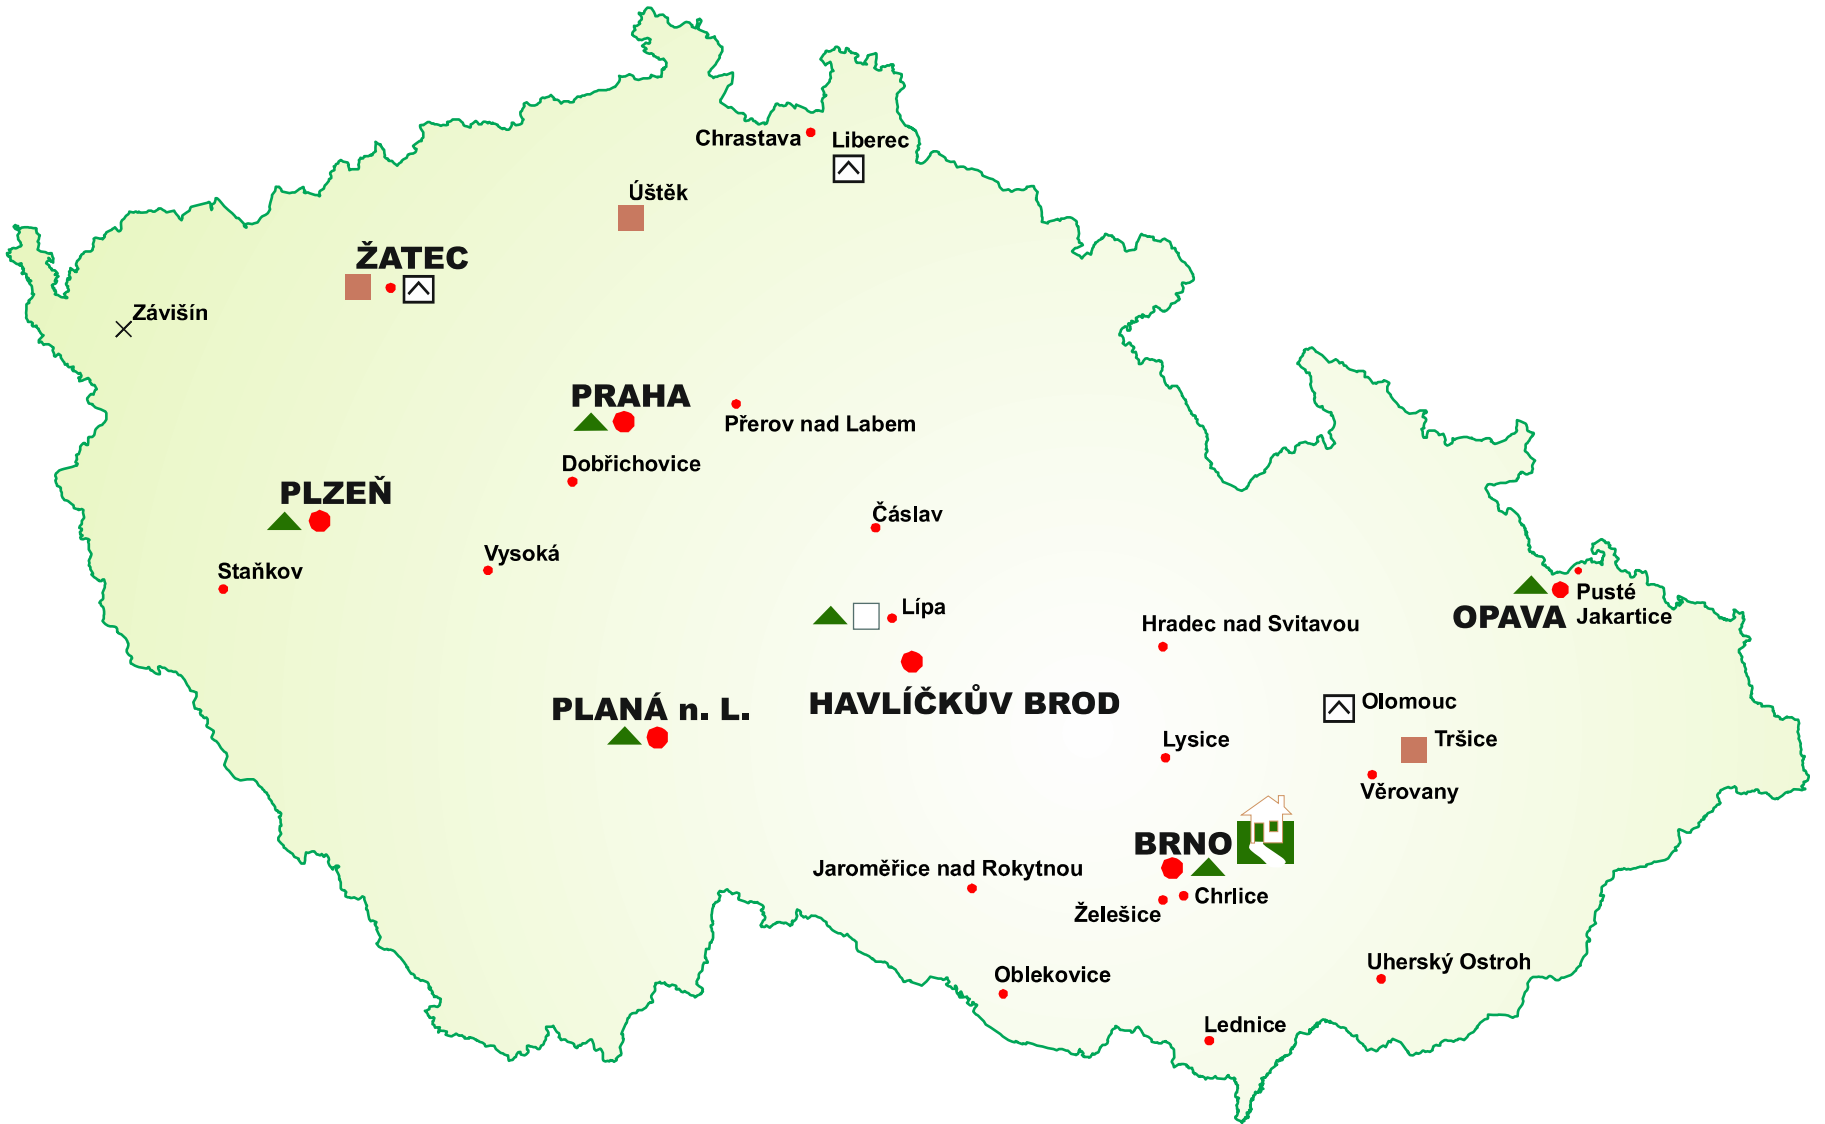 Chrastava
Liberec
Úštěk
ŽATEC
Závišín
PRAHA
Přerov nad Labem
Dobřichovice
PLZEŇ
Čáslav
Vysoká
Staňkov
Lípa
Pusté
Jakartice
OPAVA
Hradec nad Svitavou
HAVLÍČKŮV BROD
PLANÁ n. L.
Olomouc
Tršice
Lysice
Věrovany
BRNO
Jaroměřice nad Rokytnou
Chrlice
Želešice
Uherský Ostroh
Oblekovice
Lednice